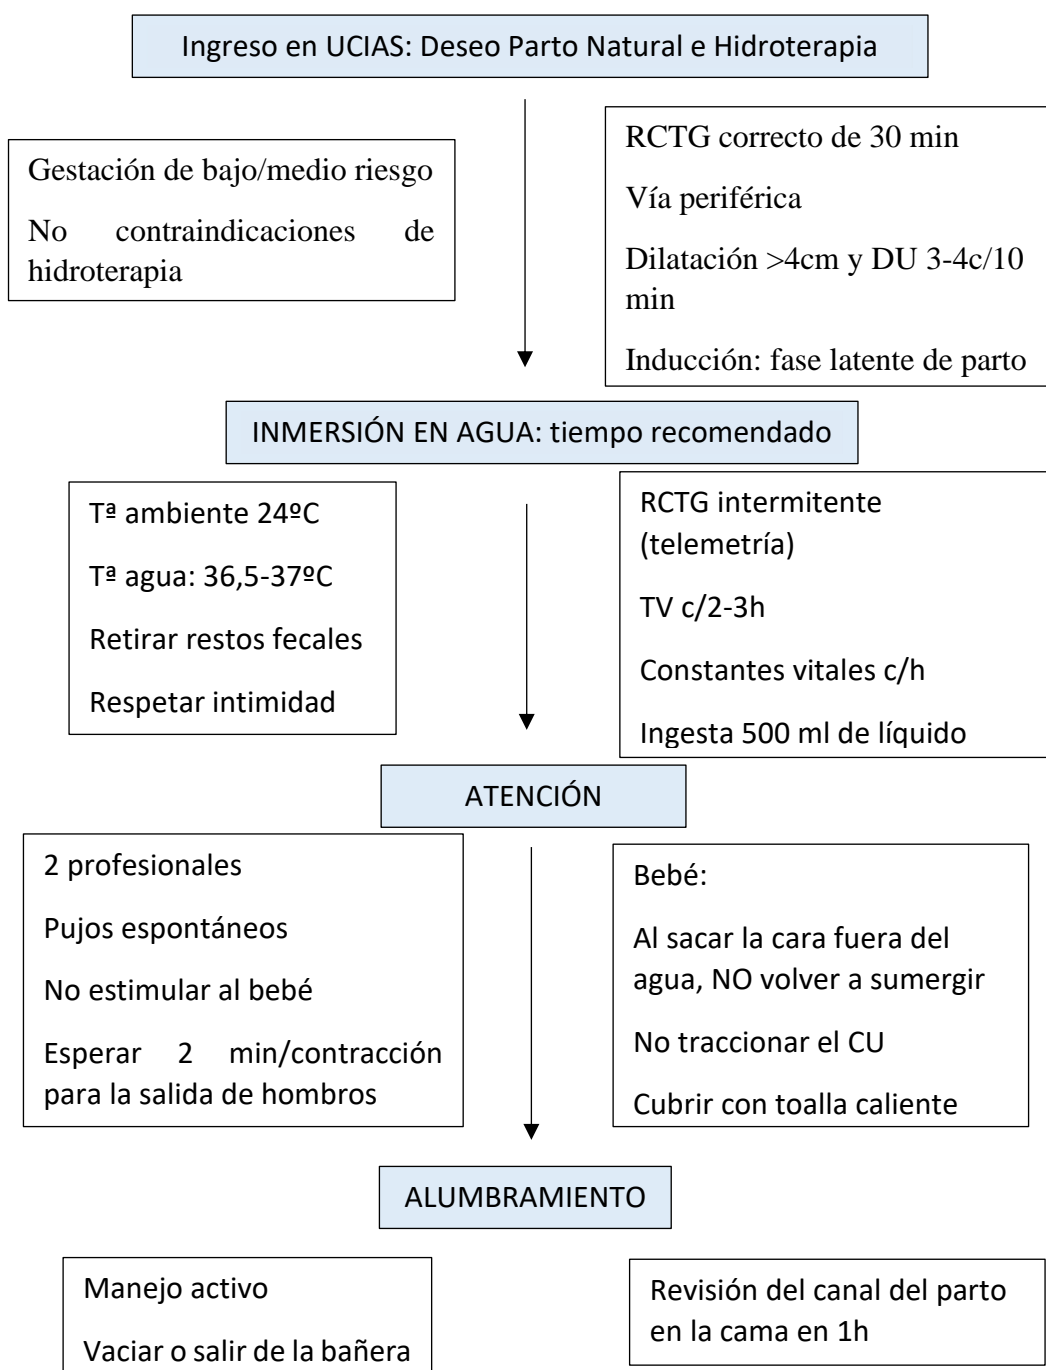 Ingreso en UCIAS: Deseo Parto Natural e Hidroterapia
Gestación de bajo/medio riesgo
No contraindicaciones de
hidroterapia
RCTG correcto de 30 min
Vía periférica
Dilatación >4cm y DU 3-4c/10
min
Inducción: fase latente de parto
INMERSIÓN EN AGUA: tiempo recomendado
Tª ambiente 24ºC
Tª agua: 36,5-37ºC
Retirar restos fecales
Respetar intimidad
RCTG intermitente
(telemetría)
TV c/2-3h
Constantes vitales c/h
Ingesta 500 ml de líquido
ATENCIÓN
2 profesionales
Pujos espontáneos
No estimular al bebé
Esperar 2 min/contracción
para la salida de hombros
Bebé:
Al sacar la cara fuera del
agua, NO volver a sumergir
No traccionar el CU
Cubrir con toalla caliente
ALUMBRAMIENTO
Manejo activo
Vaciar o salir de la bañera
Revisión del canal del parto
en la cama en 1h